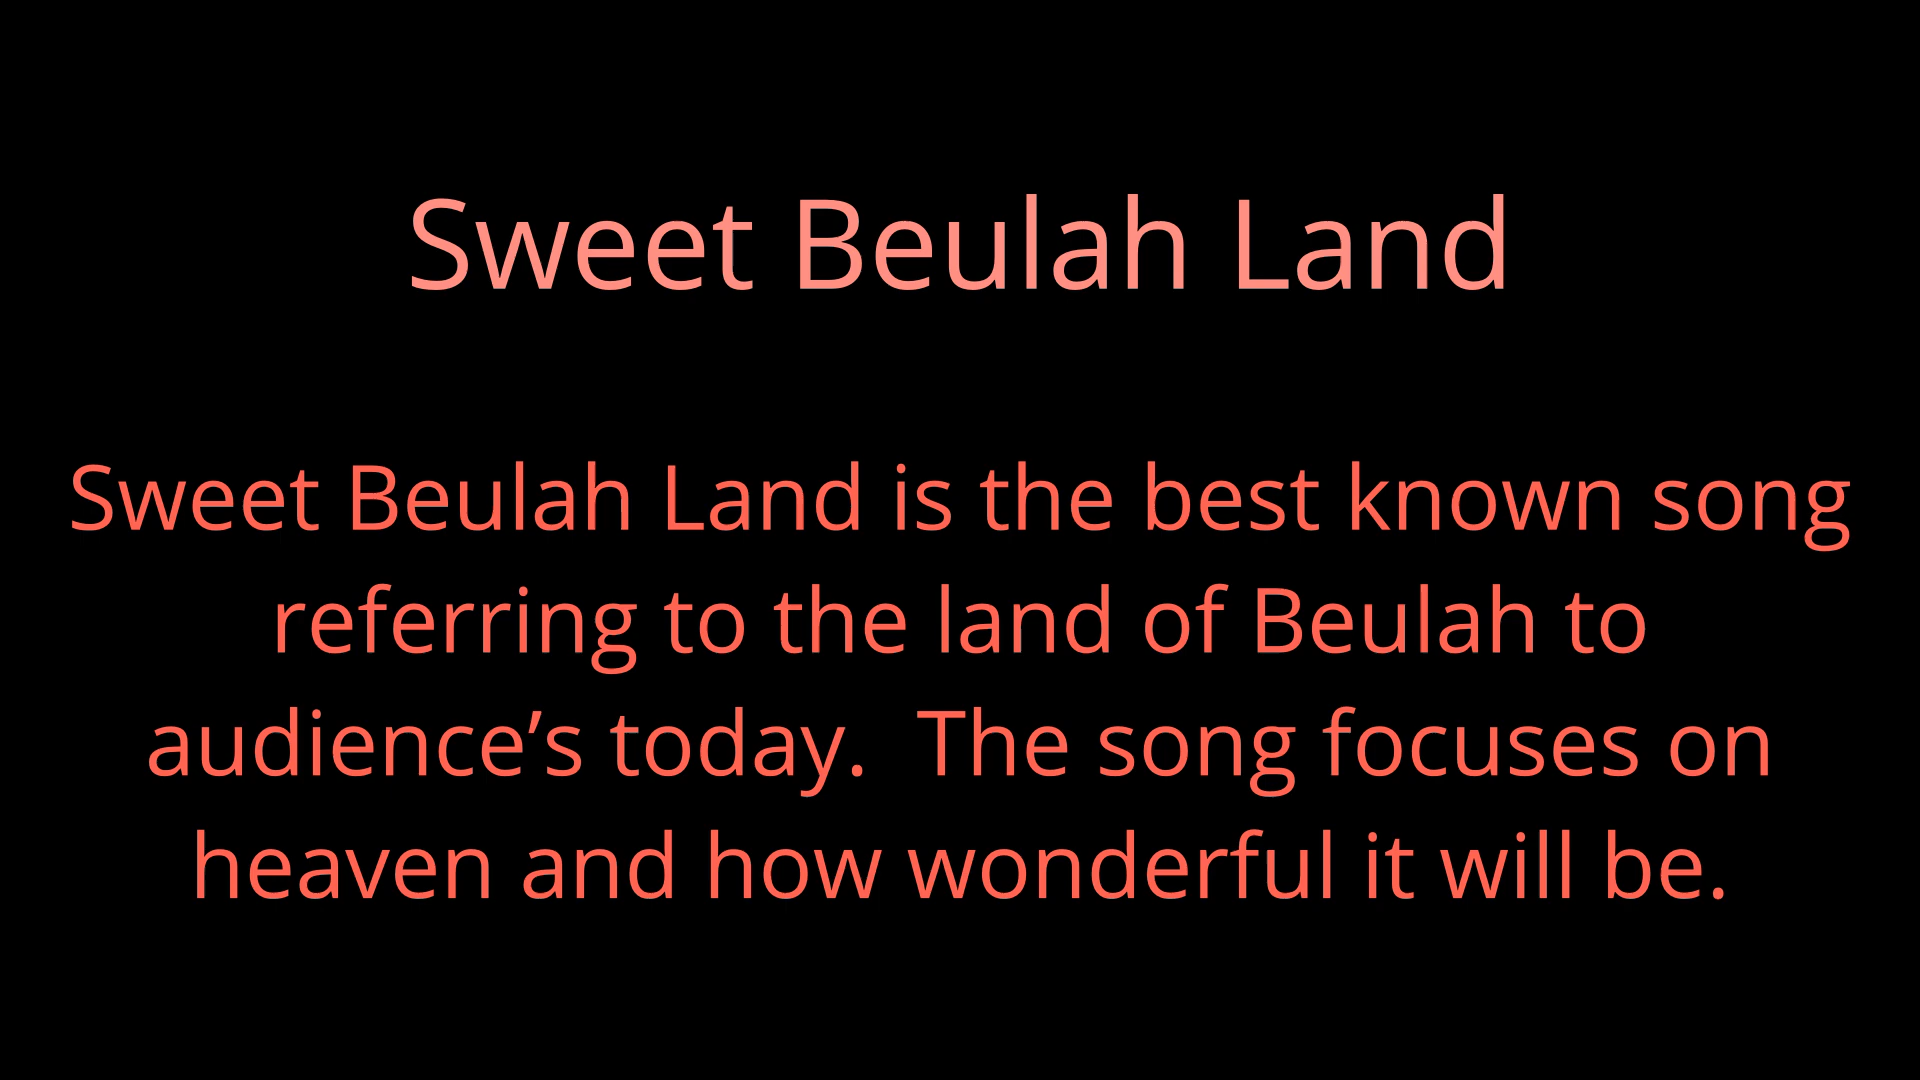 Sweet Beulah Land
Sweet Beulah Land is the best known song
referring to the land of Beulah to
audience’s today.  The song focuses on
heaven and how wonderful it will be.